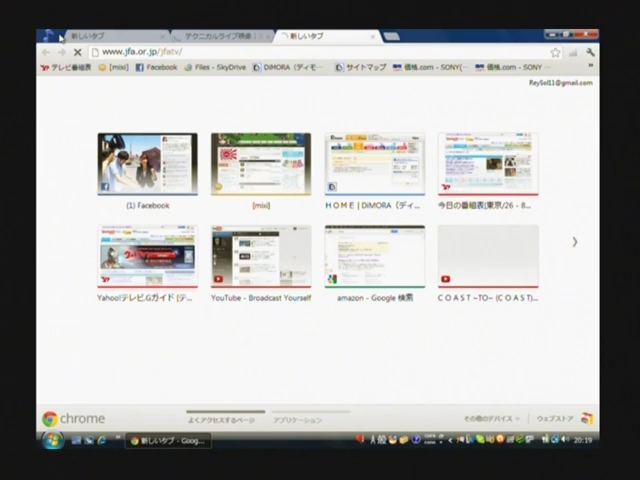 新しいタブ
テクニカルライブ映像
新しいタブ
www.jfa.or.jp/jfatv/
テレビ番組表
[mixi]
Facebook
Files - SkyDrive
DiMORA（ディモ…
サイトマップ
価格.com - SONY[…
価格.com - SONY …
ReySol11@gmail.com
(1) Facebook
[mixi]
H O M E | DiMORA（ディ…
今日の番組表[東京/26 - 8…
Yahoo!テレビ.Gガイド [テ…
YouTube - Broadcast Yourself
amazon - Google 検索
C O A S T ~TO~ (C O A S T)…
chrome
よくアクセスするページ
アプリケーション
その他のデバイス
ウェブストア
新しいタブ - Goog...
A 般
20:19